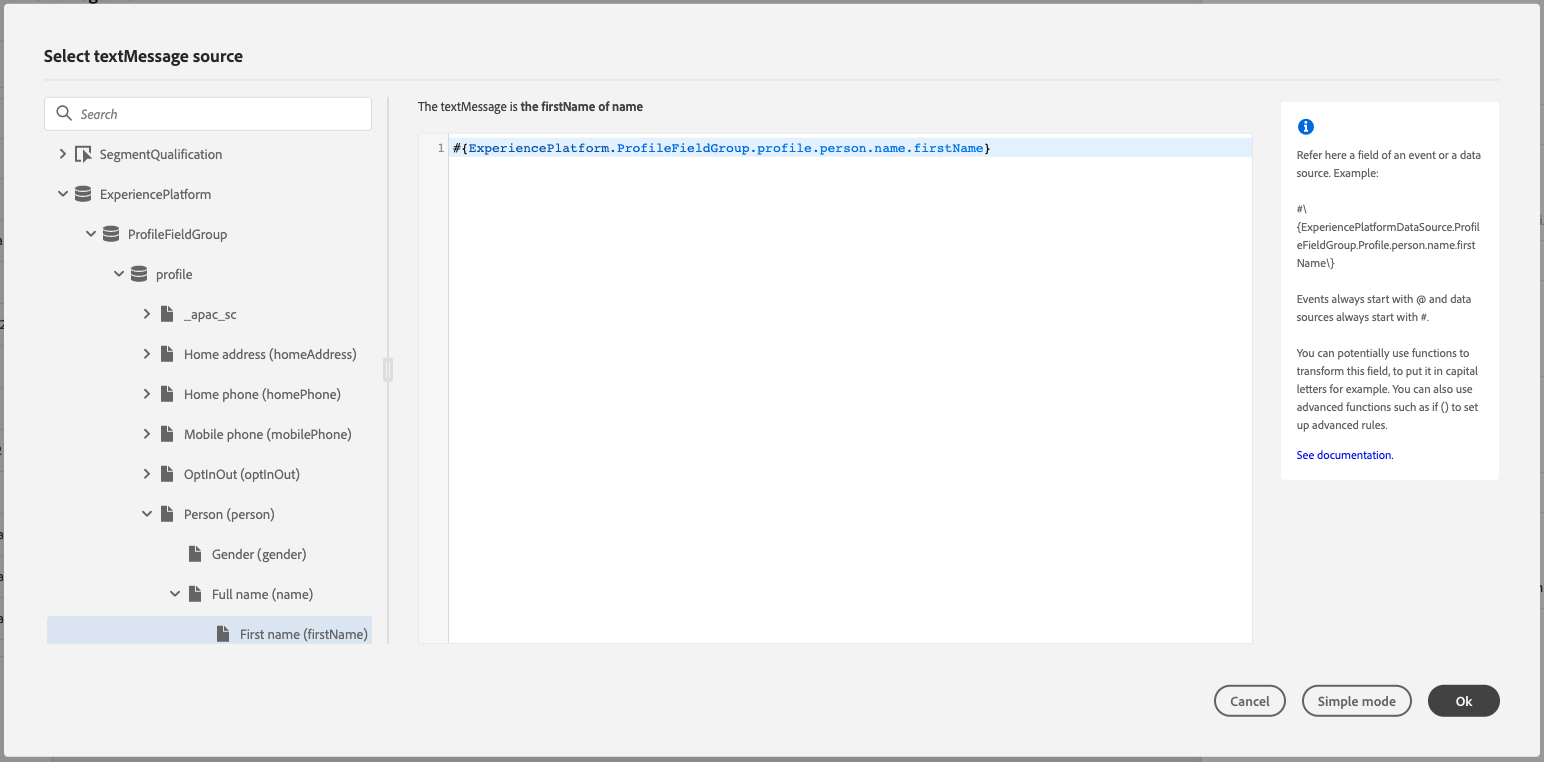 Select textMessage source
Search
SegmentQualification
ExperiencePlatform
ProfileFieldGroup
profile
_apac_sc
Home address (homeAddress)
Home phone (homePhone)
Mobile phone (mobilePhone)
OptInOut (optInOut)
Person (person)
Gender (gender)
Full name (name)
First name (firstName)
The textMessage is the firstName of name
1 #{ExperiencePlatform.ProfileFieldGroup.profile.person.name.firstName}
Refer here a field of an event or a data
source. Example:
#\
{ExperiencePlatformDataSource.Profil
eFieldGroup.Profile.person.name.first
Name\}
Events always start with @ and data
sources always start with #.
You can potentially use functions to
transform this field, to put it in capital
letters for example. You can also use
advanced functions such as if () to set
up advanced rules.
See documentation.
Cancel
Simple mode
Ok